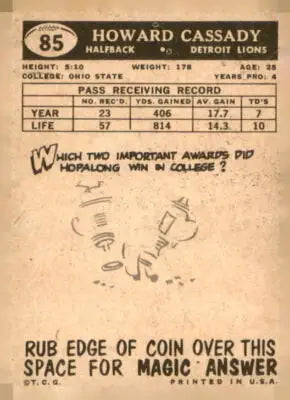 85
HOWARD CASSADY
HALFBACK • DETROIT LIONS
HEIGHT: 5:10 WEIGHT: 178 AGE: 25
COLLEGE: OHIO STATE YEARS PRO: 4
PASS RECEIVING RECORD
NO. REC'D. YDS. GAINED AV. GAIN TD'S
YEAR 23 406 17.7 7
LIFE 57 814 14.3 10
WHICH TWO IMPORTANT AWARDS DID
HOPALONG WIN IN COLLEGE?
RUB EDGE OF COIN OVER THIS
SPACE FOR MAGIC ANSWER
©T.C.G. PRINTED IN U.S.A.